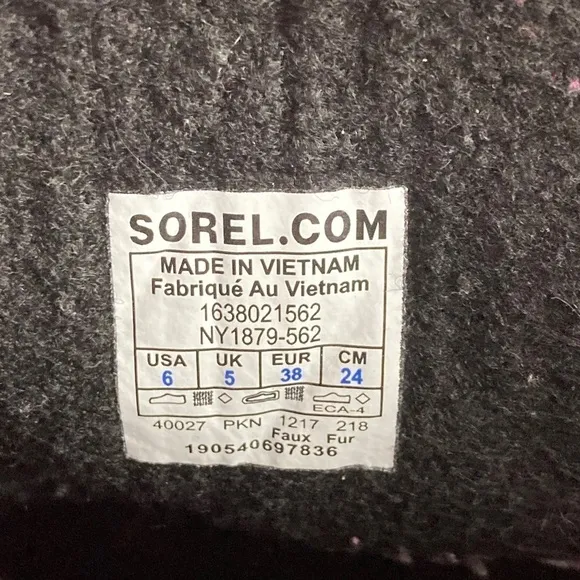 SOREL.COM
MADE IN VIETNAM
Fabriqué Au Vietnam
1638021562
NY1879-562
USA UK EUR CM
6 5 38 24
ECA-4
40027 PKN 1217 218
Faux Fur
190540697836